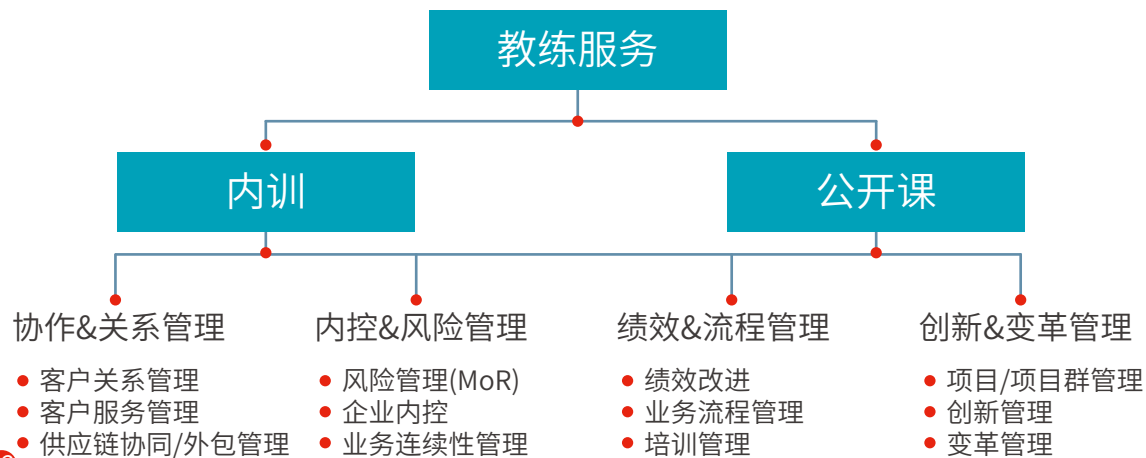 教练服务
内训
公开课
协作&关系管理
客户关系管理
客户服务管理
供应链协同/外包管理
内控&风险管理
风险管理(MoR)
企业内控
业务连续性管理
绩效&流程管理
绩效改进
业务流程管理
培训管理
创新&变革管理
项目/项目群管理
创新管理
变革管理